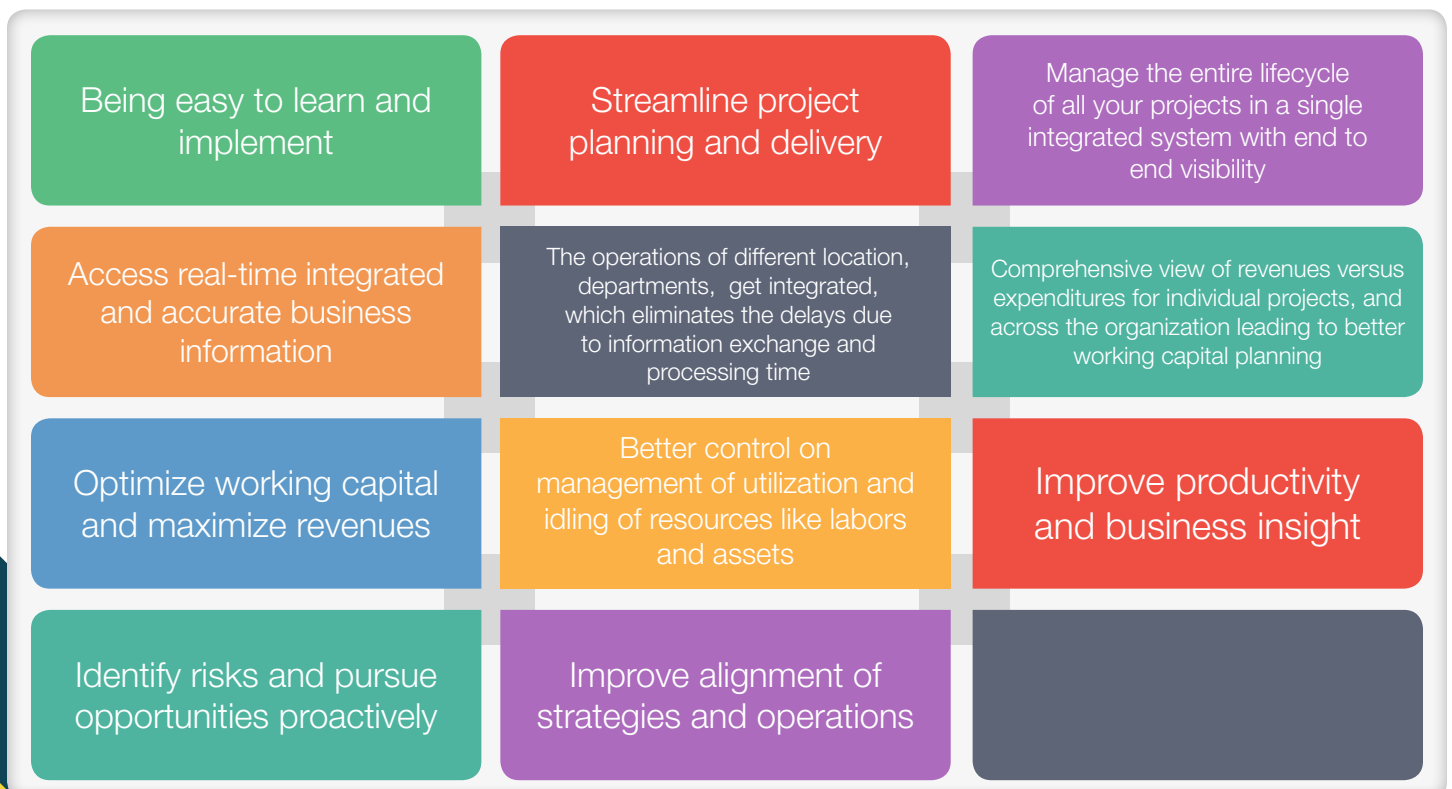 Being easy to learn and
implement
Streamline project
planning and delivery
Manage the entire lifecycle
of all your projects in a single
integrated system with end to
end visibility
Access real-time integrated
and accurate business
information
The operations of different location,
departments,  get integrated,
which eliminates the delays due
to information exchange and
processing time
Comprehensive view of revenues versus
expenditures for individual projects, and
across the organization leading to better
working capital planning
Optimize working capital
and maximize revenues
Better control on
management of utilization and
idling of resources like labors
and assets
Improve productivity
and business insight
Identify risks and pursue
opportunities proactively
Improve alignment of
strategies and operations